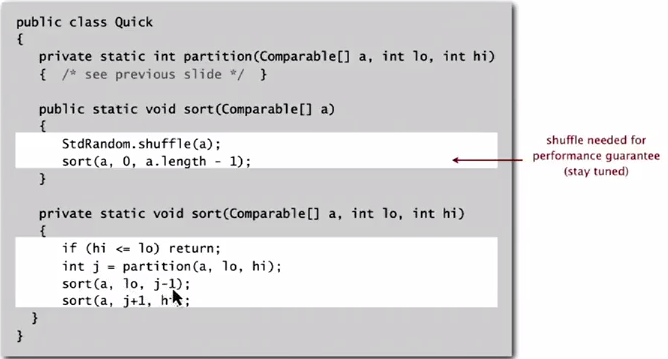 public class Quick
{
private static int partition(Comparable[] a, int lo, int hi)
{ /* see previous slide */ }
public static void sort(Comparable[] a)
{
StdRandom.shuffle(a);
sort(a, 0, a.length - 1);
}
shuffle needed for
performance guarantee
(stay tuned)
private static void sort(Comparable[] a, int lo, int hi)
{
if (hi <= lo) return;
int j = partition(a, lo, hi);
sort(a, lo, j-1);
sort(a, j+1,
}
}